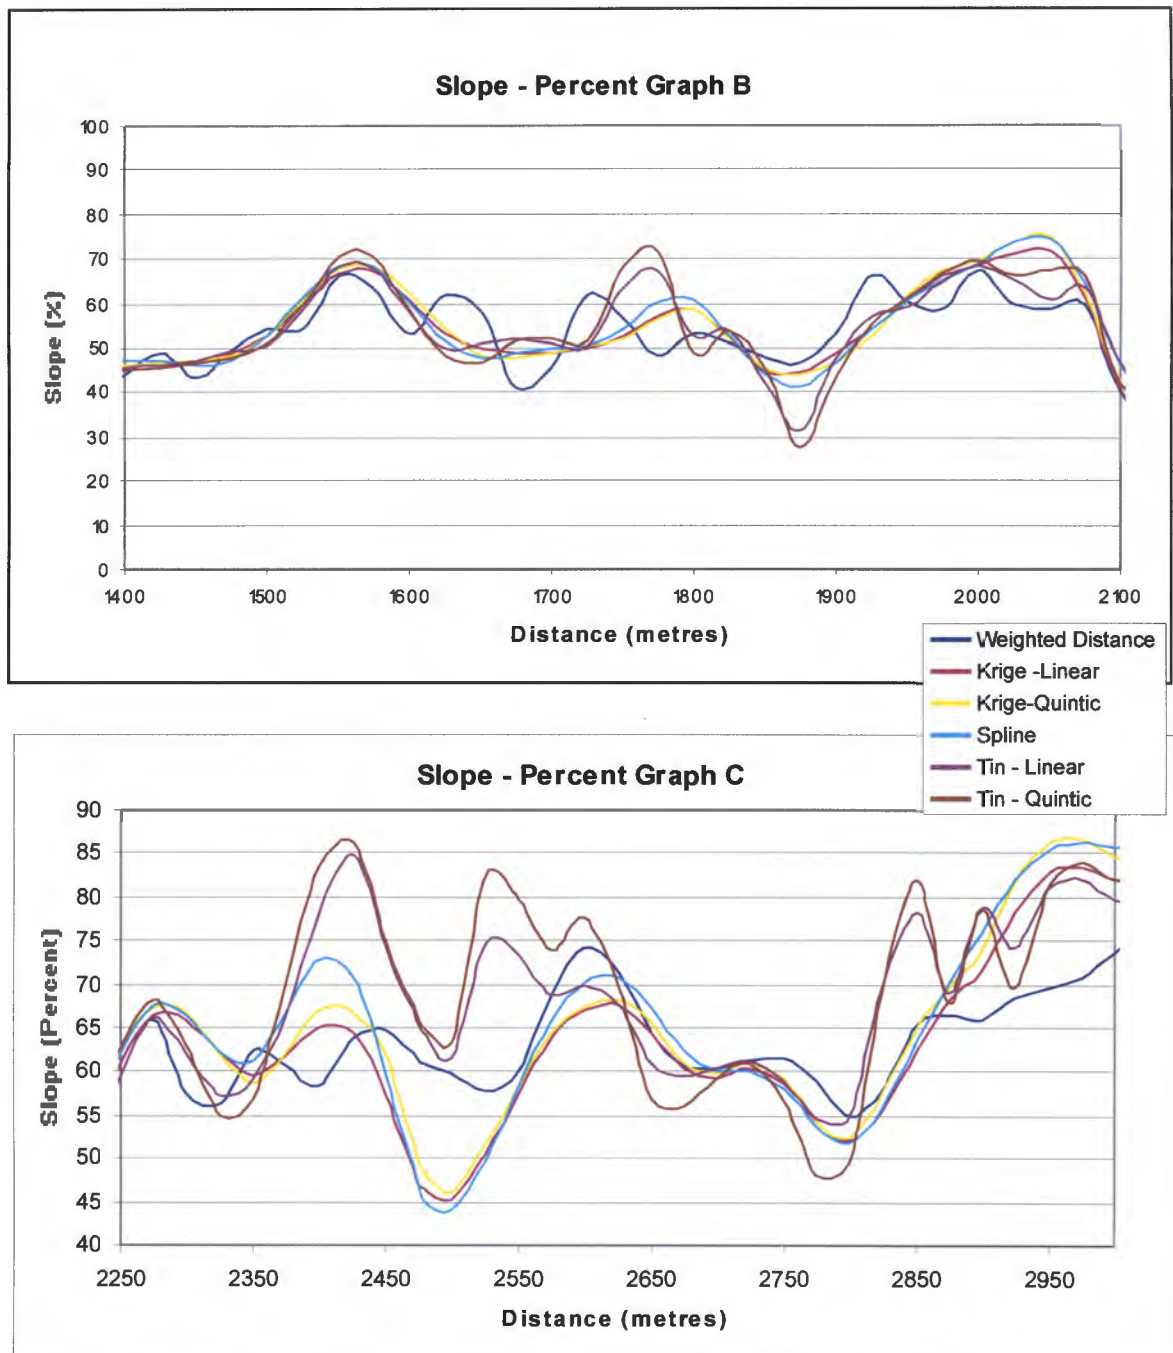 Slope - Percent Graph B
Slope (%)
100
90
80
70
60
50
40
30
20
10
0
1400 1500 1600 1700 1800 1900 2000 2100
Distance (metres)
Weighted Distance
Krige -Linear
Krige-Quintic
Spline
Tin - Linear
Tin - Quintic
Slope - Percent Graph C
Slope (Percent)
90
85
80
75
70
65
60
55
50
45
40
2250 2350 2450 2550 2650 2750 2850 2950
Distance (metres)